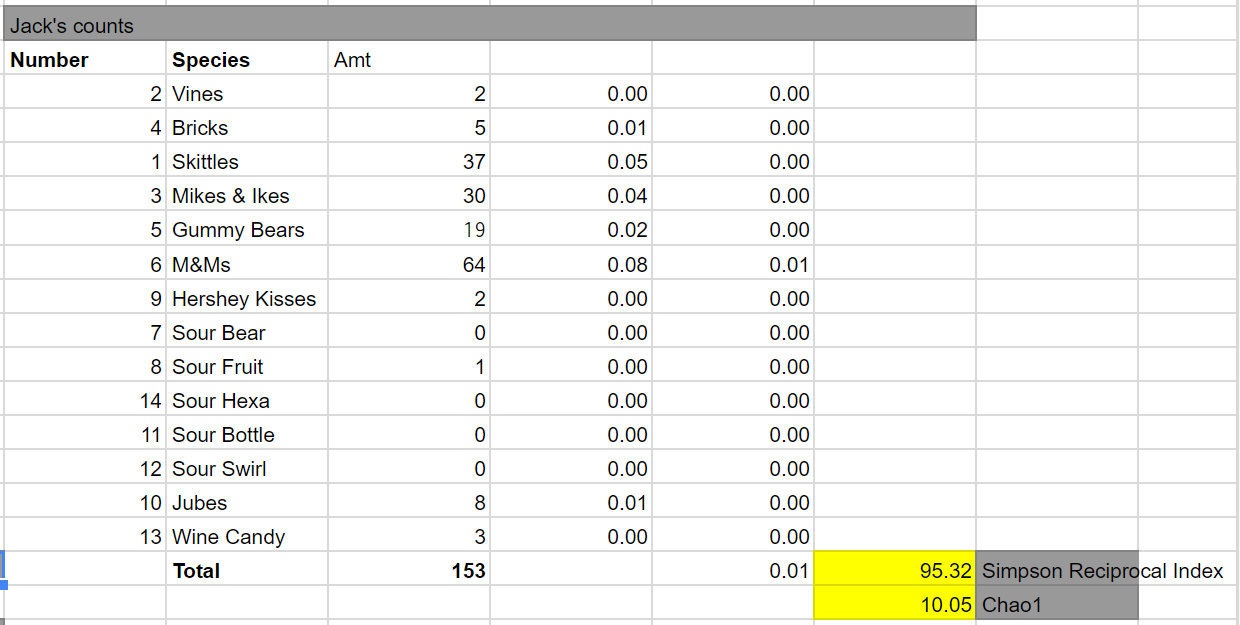 Jack's counts
Number Species Amt
2 Vines 2 0.00 0.00
4 Bricks 5 0.01 0.00
1 Skittles 37 0.05 0.00
3 Mikes & Ikes 30 0.04 0.00
5 Gummy Bears 19 0.02 0.00
6 M&Ms 64 0.08 0.01
9 Hershey Kisses 2 0.00 0.00
7 Sour Bear 0 0.00 0.00
8 Sour Fruit 1 0.00 0.00
14 Sour Hexa 0 0.00 0.00
11 Sour Bottle 0 0.00 0.00
12 Sour Swirl 0 0.00 0.00
10 Jubes 8 0.01 0.00
13 Wine Candy 3 0.00 0.00
Total 153 0.01 95.32 Simpson Reciprocal Index
10.05 Chao1